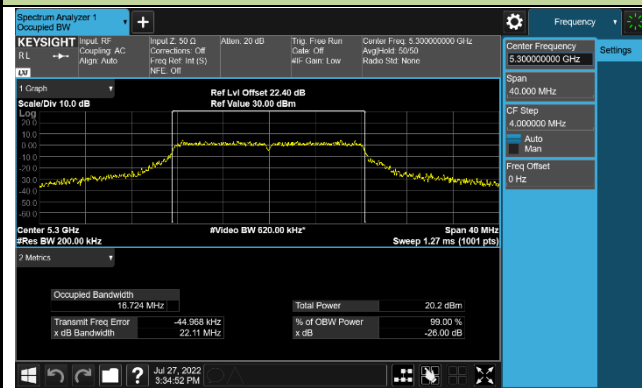 Spectrum Analyzer 1
Occupied BW
+
Frequency
KEYSIGHT
RL
LXI
Input: RF
Coupling: AC
Align: Auto
Input Z: 50 Ω
Corrections: Off
Freq Ref: Int (S)
NFE: Off
Atten: 20 dB
Trig: Free Run
Gate: Off
#IF Gain: Low
Center Freq: 5.300000000 GHz
Avg|Hold: 50/50
Radio Std: None
Center Frequency
5.300000000 GHz
Settings
Span
40.000 MHz
CF Step
4.000000 MHz
Auto
Man
Freq Offset
0 Hz
1 Graph
Scale/Div 10.0 dB
Ref Lvl Offset 22.40 dB
Ref Value 30.00 dBm
Log
20.0
10.0
0.00
-10.0
-20.0
-30.0
-40.0
-50.0
-60.0
Center 5.3 GHz
#Video BW 620.00 kHz*
Span 40 MHz
#Res BW 200.00 kHz
Sweep 1.27 ms (1001 pts)
2 Metrics
Occupied Bandwidth
16.724 MHz
Total Power
20.2 dBm
Transmit Freq Error
-44.968 kHz
% of OBW Power
99.00 %
x dB Bandwidth
22.11 MHz
x dB
-26.00 dB
?
Jul 27, 2022
3:34:52 PM